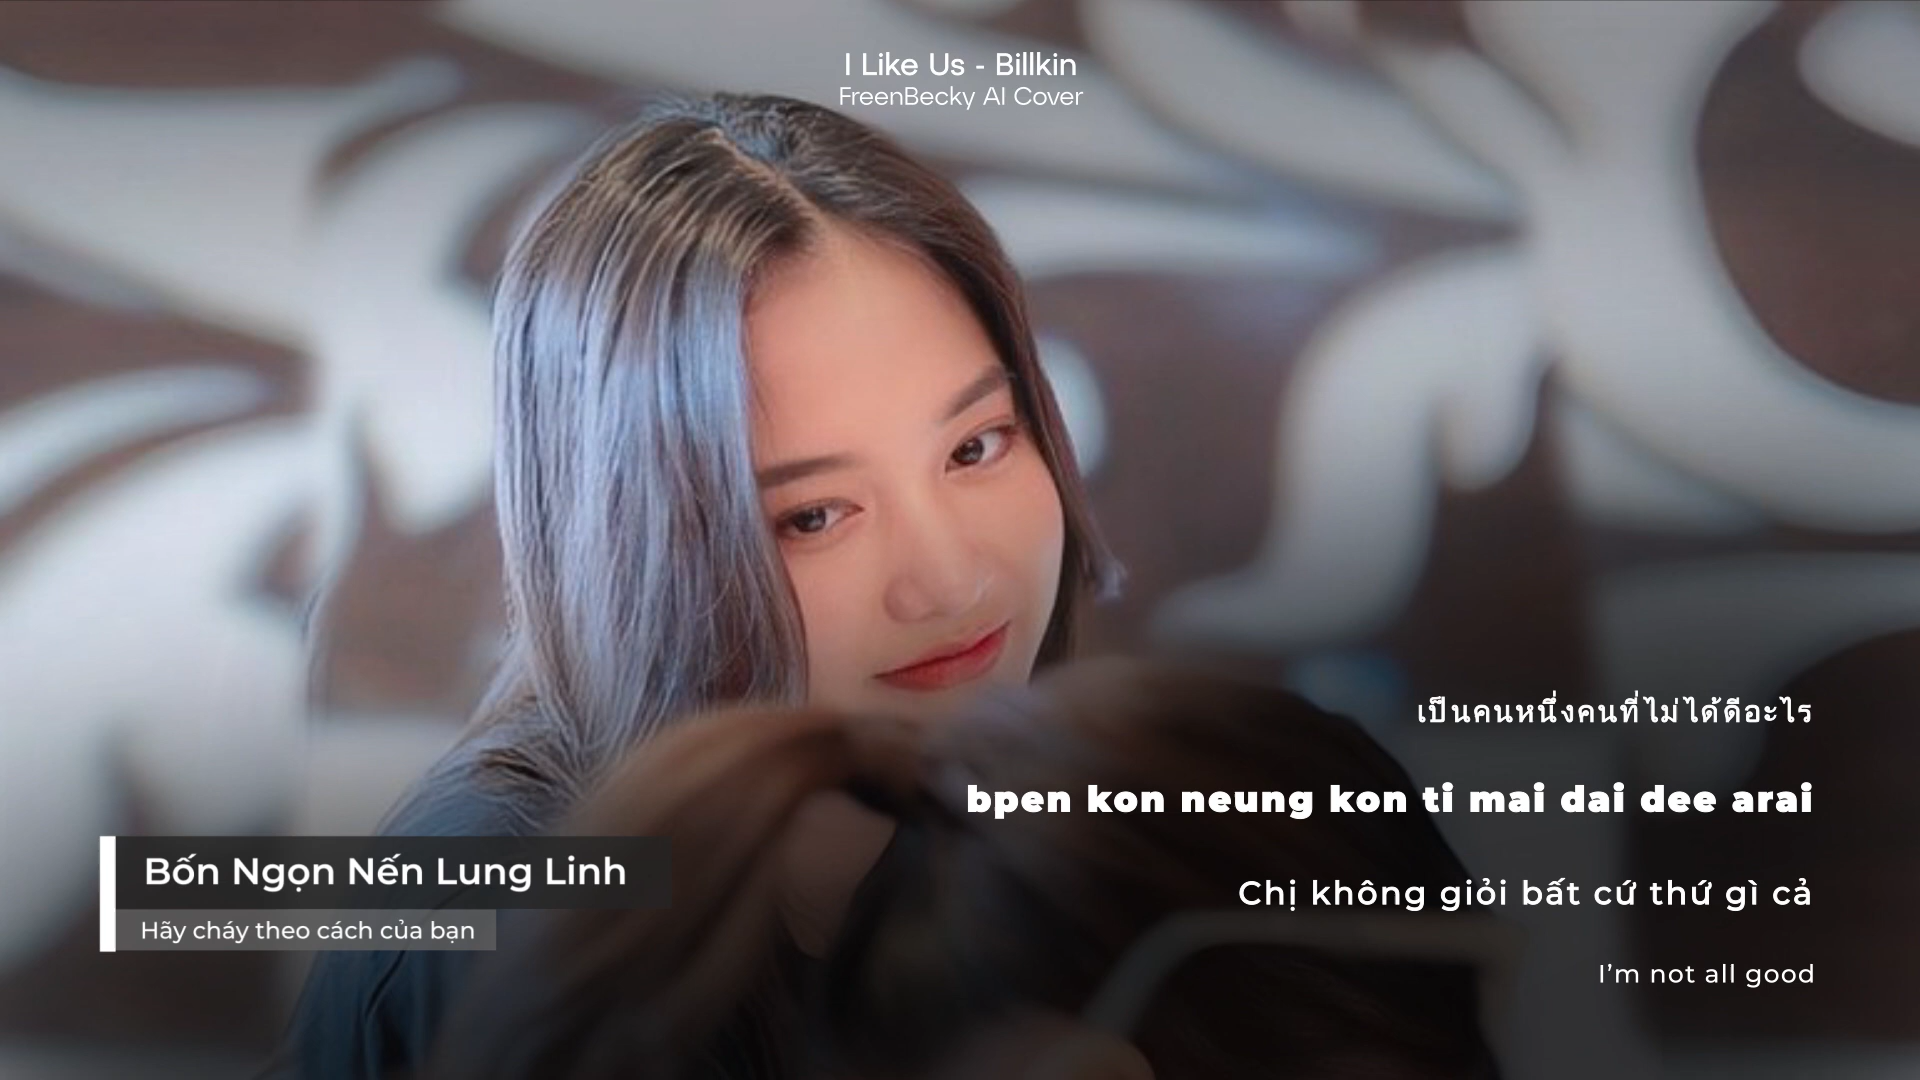 I Like Us - Billkin
FreenBecky AI Cover
เป็นคนหนึ่งคนที่ไม่ได้ดีอะไร
bpen kon neung kon ti mai dai dee arai
Chị không giỏi bất cứ thứ gì cả
I'm not all good
Bốn Ngọn Nến Lung Linh
Hãy cháy theo cách của bạn